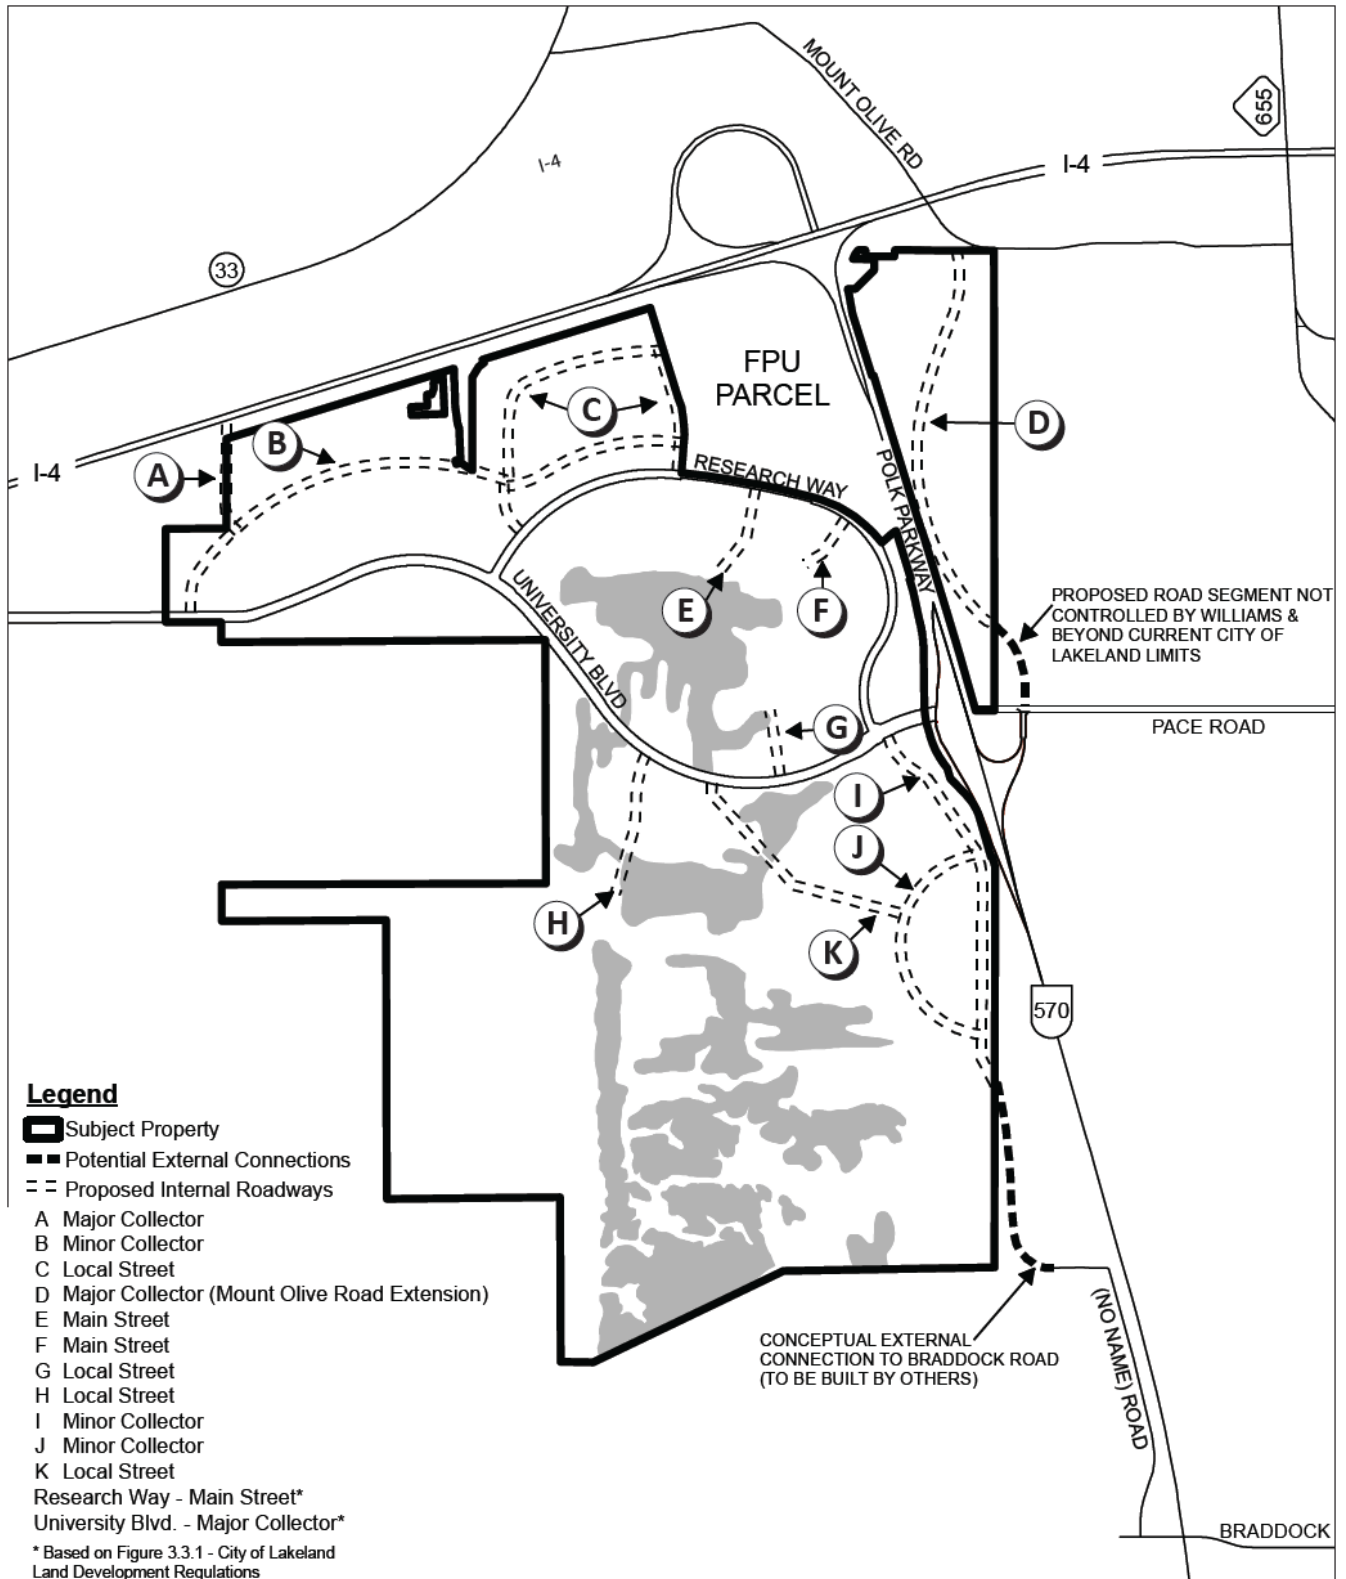 MOUNT OLIVE RD
655
I-4
I-4
33
FPU
PARCEL
C
D
B
I-4
A
RESEARCH WAY
POLK PARKWAY
UNIVERSITY BLVD
E
F
PROPOSED ROAD SEGMENT NOT
CONTROLLED BY WILLIAMS &
BEYOND CURRENT CITY OF
LAKELAND LIMITS
G
PACE ROAD
I
J
H
K
570
Legend
Subject Property
Potential External Connections
Proposed Internal Roadways
A Major Collector
B Minor Collector
C Local Street
D Major Collector (Mount Olive Road Extension)
E Main Street
F Main Street
G Local Street
H Local Street
I Minor Collector
J Minor Collector
K Local Street
Research Way - Main Street*
University Blvd. - Major Collector*
* Based on Figure 3.3.1 - City of Lakeland
Land Development Regulations
CONCEPTUAL EXTERNAL
CONNECTION TO BRADDOCK ROAD
(TO BE BUILT BY OTHERS)
(NO NAME) ROAD
BRADDOCK